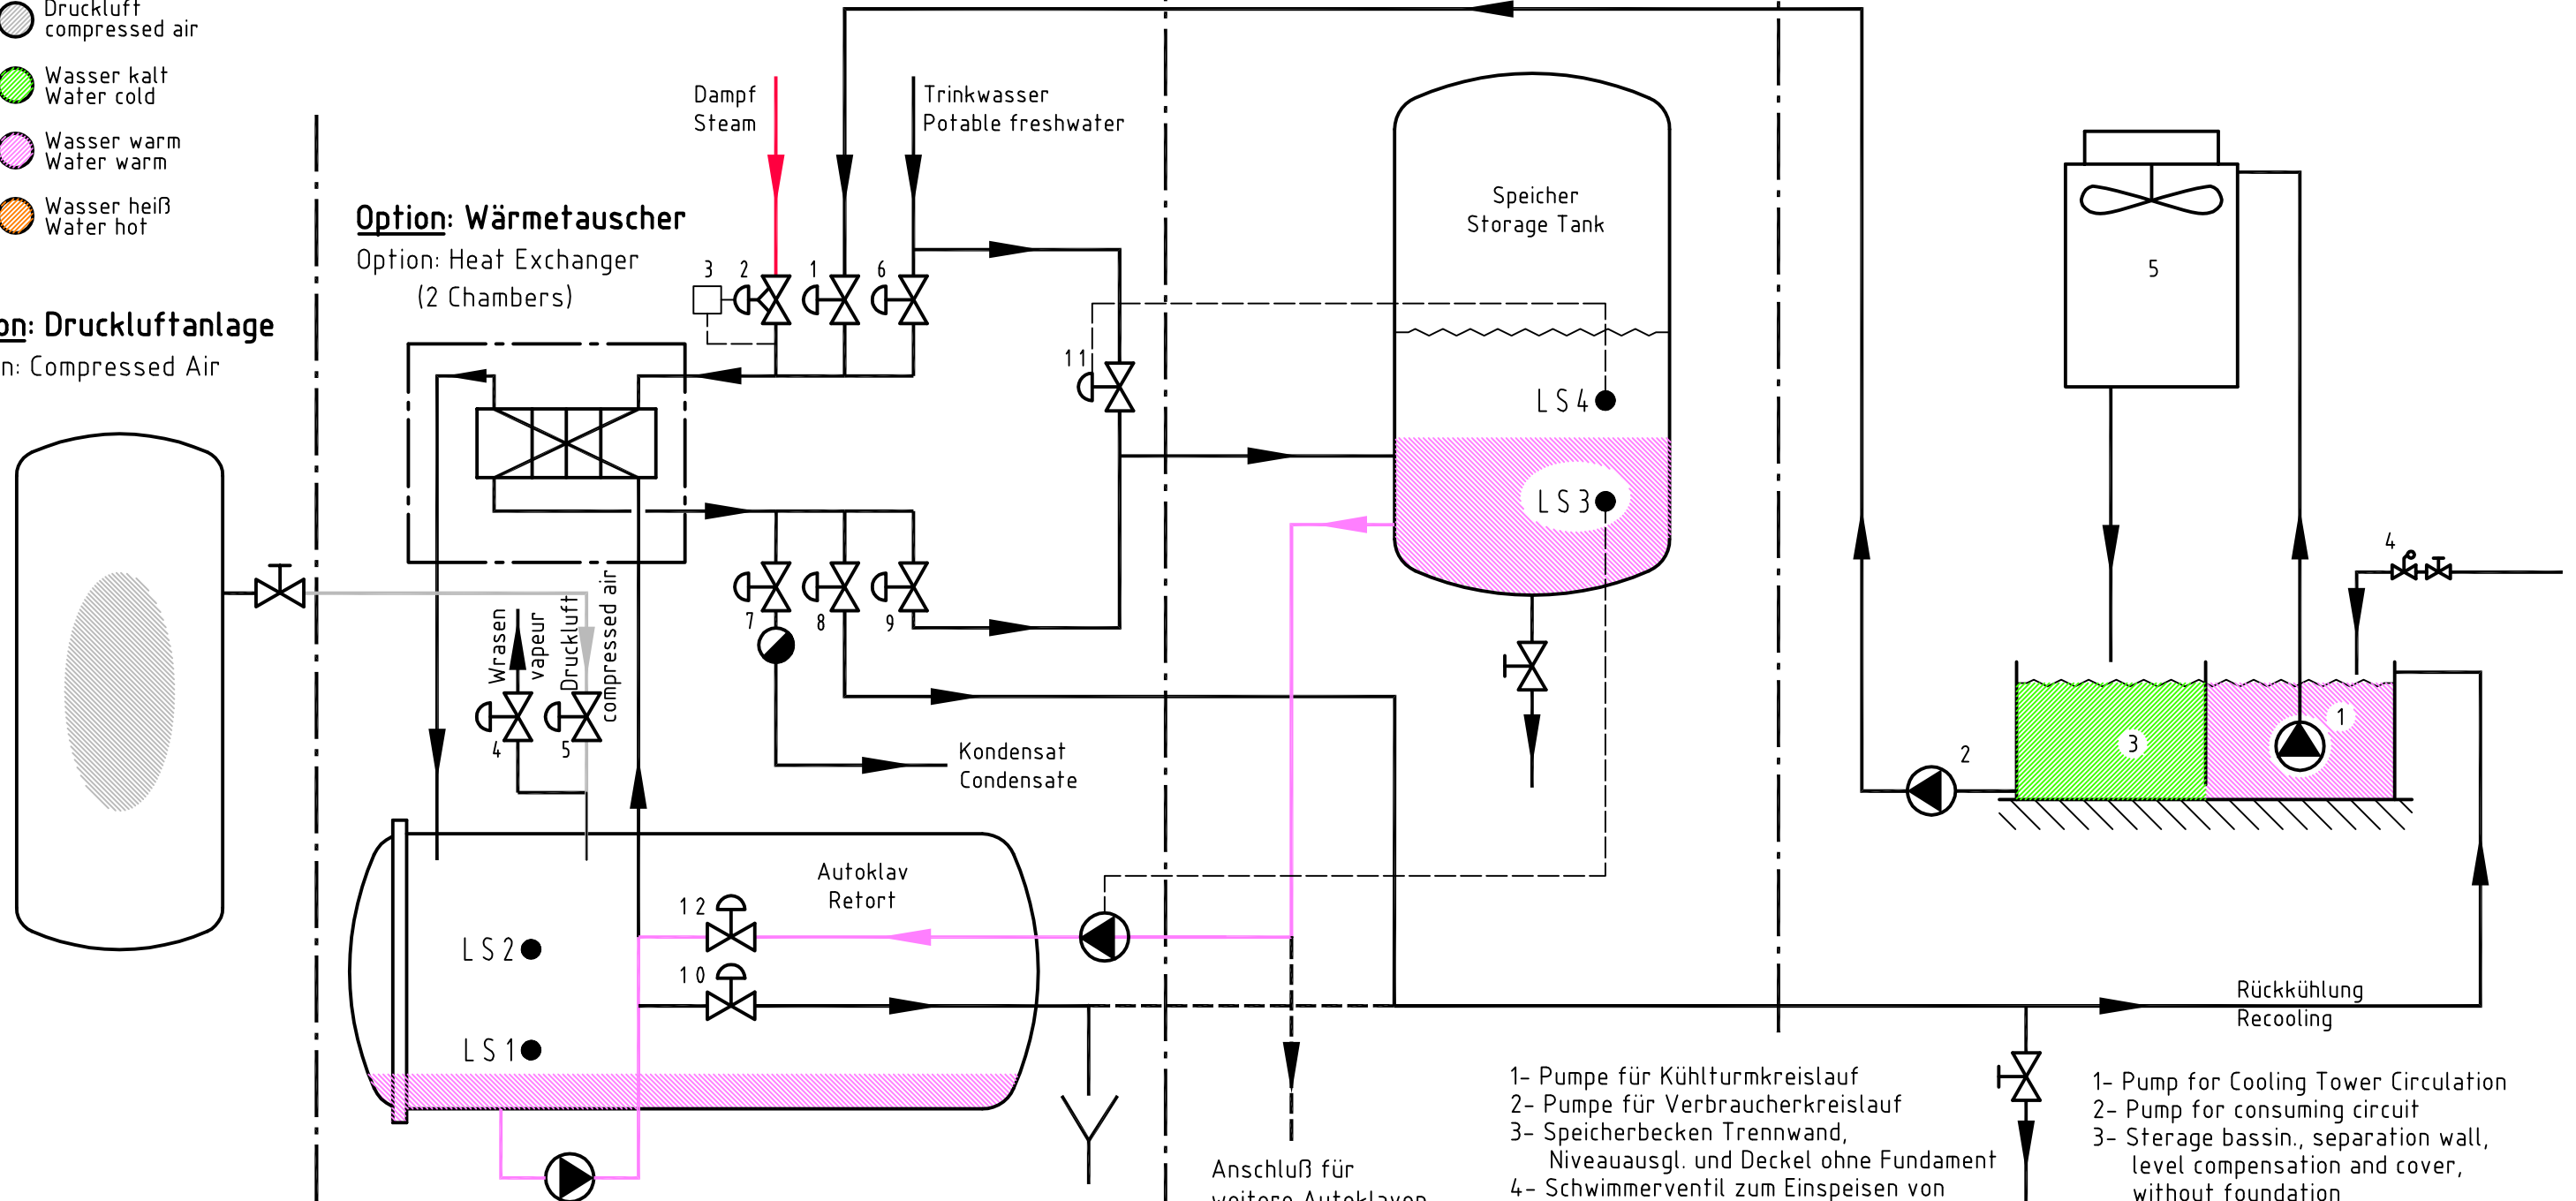 Druckluft
compressed air
Wasser kalt
Water cold
Wasser warm
Water warm
Wasser heiß
Water hot
on: Druckluftanlage
n: Compressed Air
Option: Wärmetauscher
Option: Heat Exchanger
(2 Chambers)
Dampf
Steam
Trinkwasser
Potable freshwater
3 2 1 6
11
Speicher
Storage Tank
LS4
LS3
5
4
Wrasen
vapeur
Druckluft
compressed air
7 8 9
4 5
Kondensat
Condensate
3
1
2
Autoklav
Retort
12
10
LS2
LS1
Rückkühlung
Recooling
1- Pumpe für Kühlturmkreislauf
2- Pumpe für Verbraucherkreislauf
3- Speicherbecken Trennwand,
Niveauausgl. und Deckel ohne Fundament
4- Schwimmerventil zum Einspeisen von
1- Pump for Cooling Tower Circulation
2- Pump for consuming circuit
3- Sterage bassin., separation wall,
level compensation and cover,
without foundation
Anschluß für
weitere Autoklaven